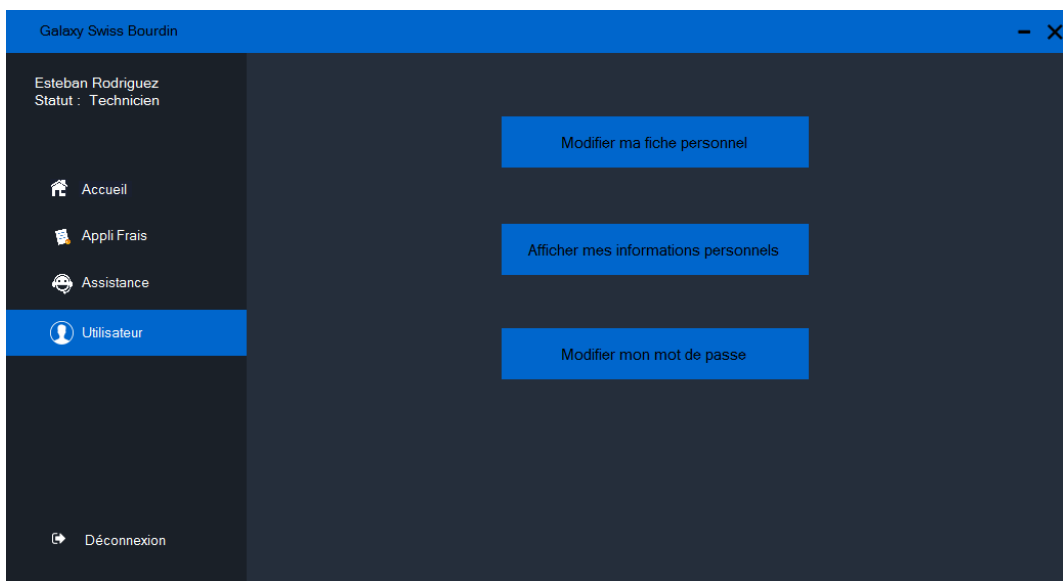 Galaxy Swiss Bourdin
Esteban Rodriguez
Statut : Technicien
Accueil
Appli Frais
Assistance
Utilisateur
Déconnexion
Modifier ma fiche personnel
Afficher mes informations personnels
Modifier mon mot de passe